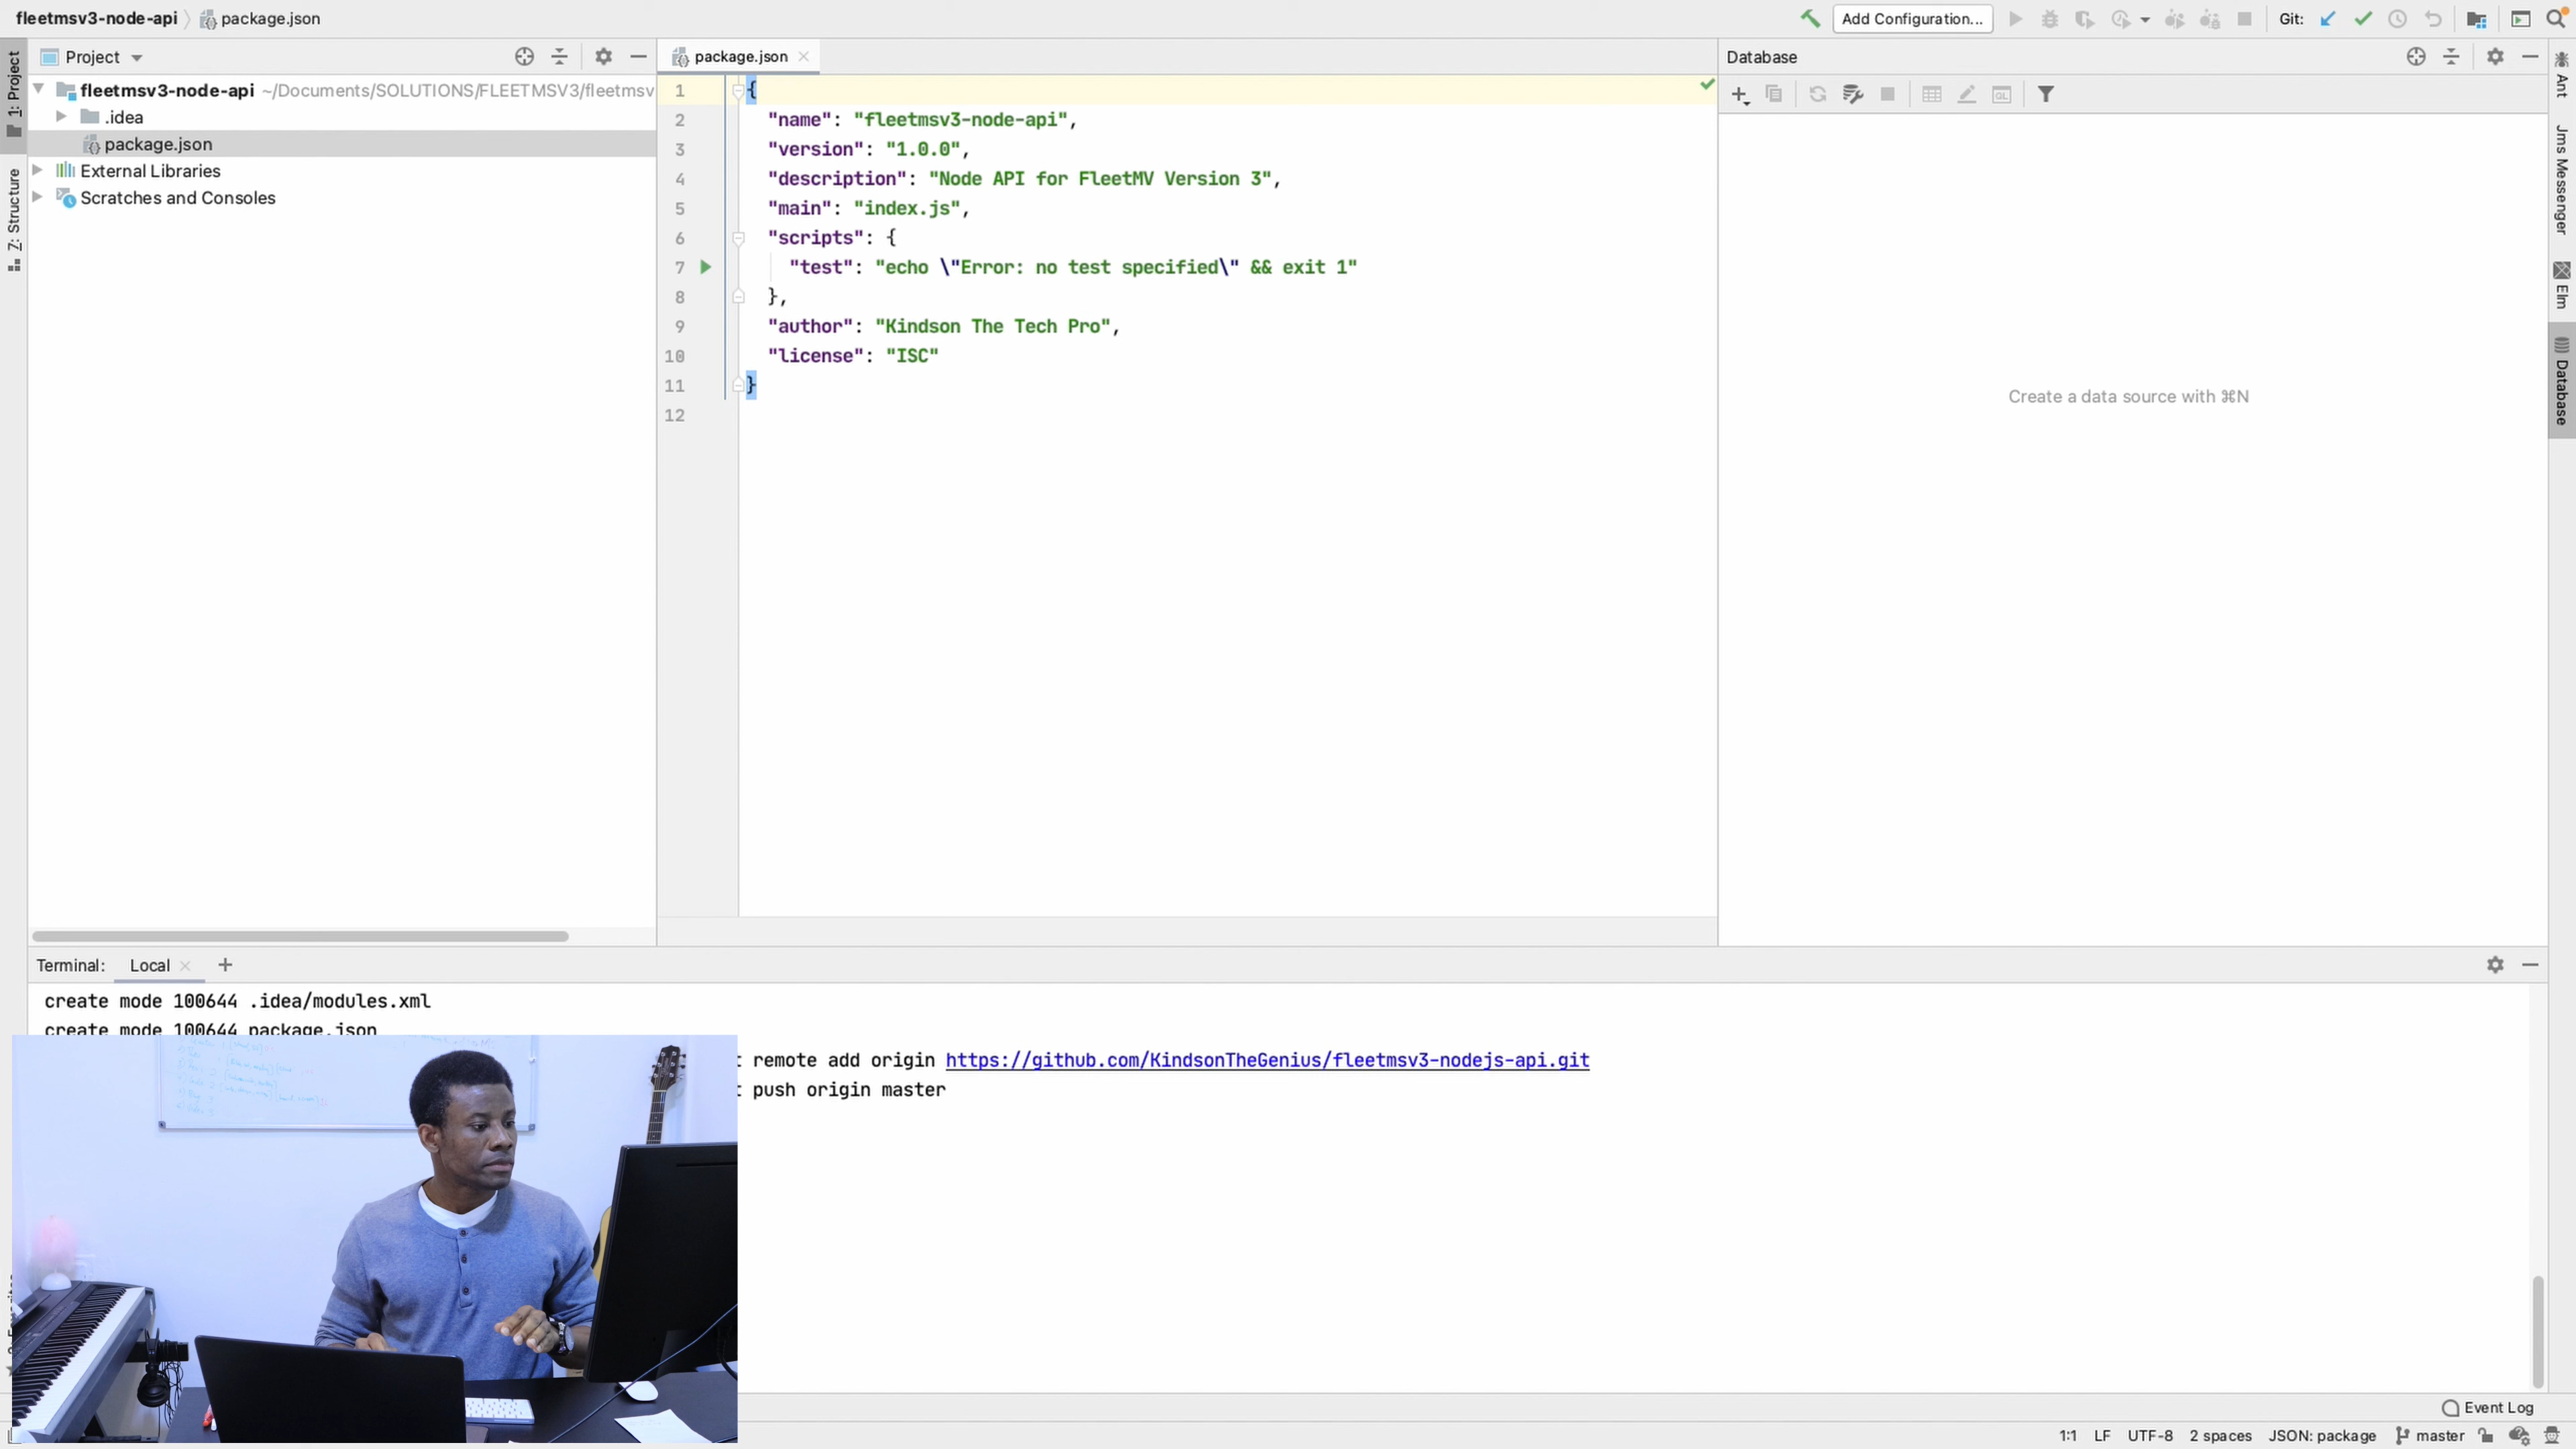 fleetmsv3-node-api
package.json
Add Configuration...
Git:
1: Project
Z: Structure
Project
fleetmsv3-node-api ~/Documents/SOLUTIONS/FLEETMSV3/fleetmsv
.idea
package.json
External Libraries
Scratches and Consoles
package.json
1 {
2 "name": "fleetmsv3-node-api",
3 "version": "1.0.0",
4 "description": "Node API for FleetMV Version 3",
5 "main": "index.js",
6 "scripts": {
7 "test": "echo \"Error: no test specified\" && exit 1"
8 },
9 "author": "Kindson The Tech Pro",
10 "license": "ISC"
11 }
12
Database
Create a data source with ⌘N
Ant
Jms Messenger
Elm
Database
Terminal:
Local
create mode 100644 .idea/modules.xml
create mode 100644 package.json
t remote add origin https://github.com/KindsonTheGenius/fleetmsv3-nodejs-api.git
t push origin master
Event Log
1:1 LF UTF-8 2 spaces JSON: package master